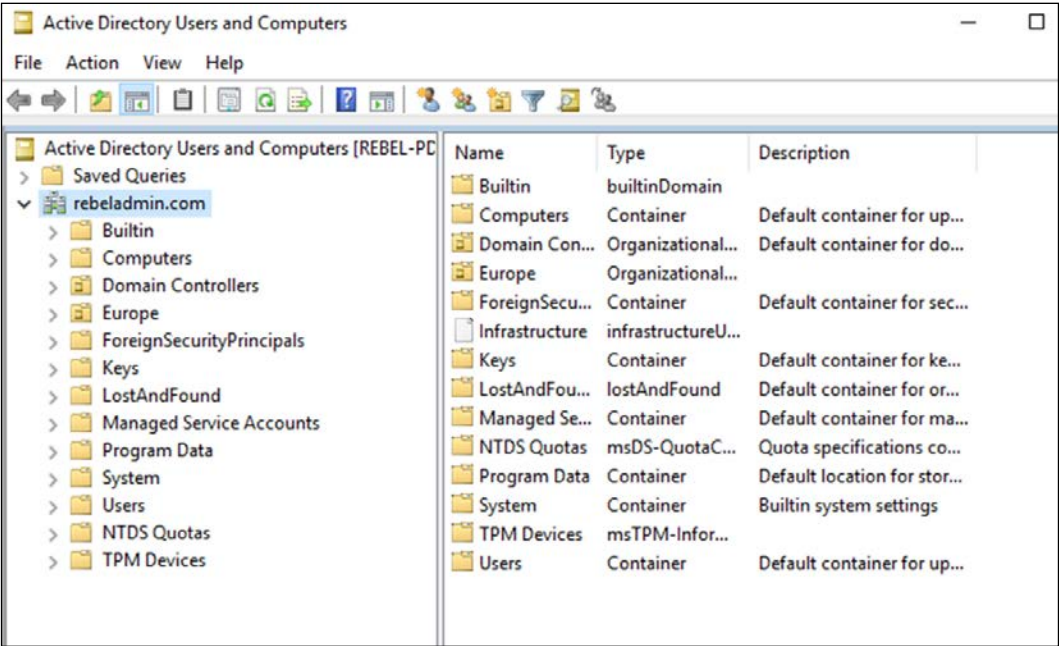 Active Directory Users and Computers
File Action View Help
Active Directory Users and Computers [REBEL-PD
Saved Queries
rebeladmin.com
Builtin
Computers
Domain Controllers
Europe
ForeignSecurityPrincipals
Keys
LostAndFound
Managed Service Accounts
Program Data
System
Users
NTDS Quotas
TPM Devices
Name Type Description
Builtin builtinDomain
Computers Container Default container for up...
Domain Con... Organizational... Default container for do...
Europe Organizational...
ForeignSecu... Container Default container for sec...
Infrastructure infrastructureU...
Keys Container Default container for ke...
LostAndFou... lostAndFound Default container for or...
Managed Se... Container Default container for ma...
NTDS Quotas msDS-QuotaC... Quota specifications co...
Program Data Container Default location for stor...
System Container Builtin system settings
TPM Devices msTPM-Infor...
Users Container Default container for up...